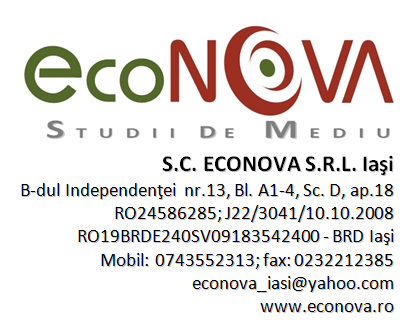 ecoNOVA
STUDII DE MEDIU
S.C. ECONOVA S.R.L. Iaşi
B-dul Independenţei nr.13, Bl. A1-4, Sc. D, ap.18
RO24586285; J22/3041/10.10.2008
RO19BRDE240SV09183542400 - BRD Iaşi
Mobil: 0743552313; fax: 0232212385
econova_iasi@yahoo.com
www.econova.ro